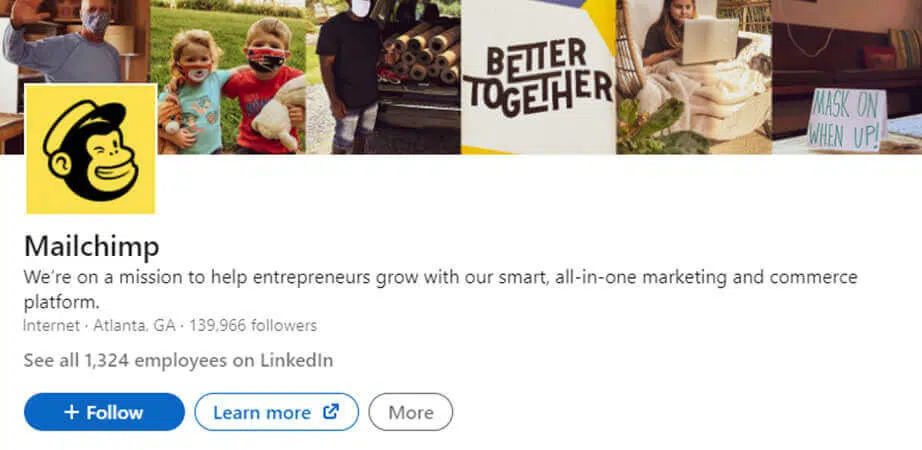 BETTER
TOGETHER
MASK ON
WHEN UP!
Mailchimp
We're on a mission to help entrepreneurs grow with our smart, all-in-one marketing and commerce
platform.
Internet · Atlanta, GA · 139,966 followers
See all 1,324 employees on LinkedIn
+ Follow Learn more More